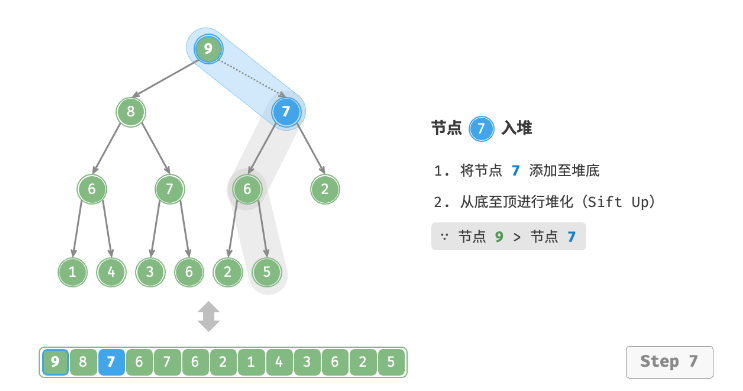 9
8 7
6 7 6 2
1 4 3 6 2 5
9 8 7 6 7 6 2 1 4 3 6 2 5
节点 7 入堆
1. 将节点 7 添加至堆底
2. 从底至顶进行堆化（Sift Up）
∵ 节点 9 > 节点 7
Step 7